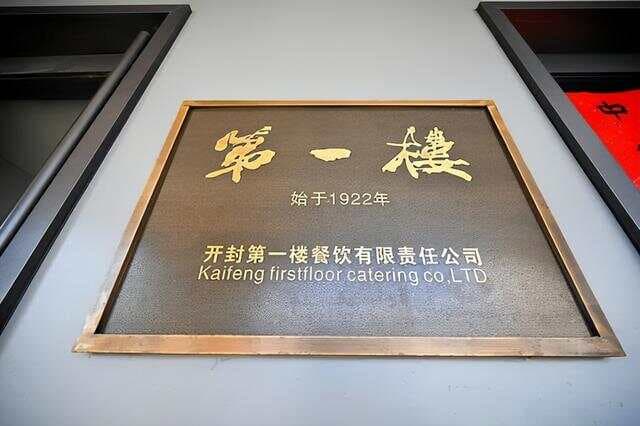 第一楼
始于1922年
开封第一楼餐饮有限责任公司
Kaifeng firstfloor catering co,LTD